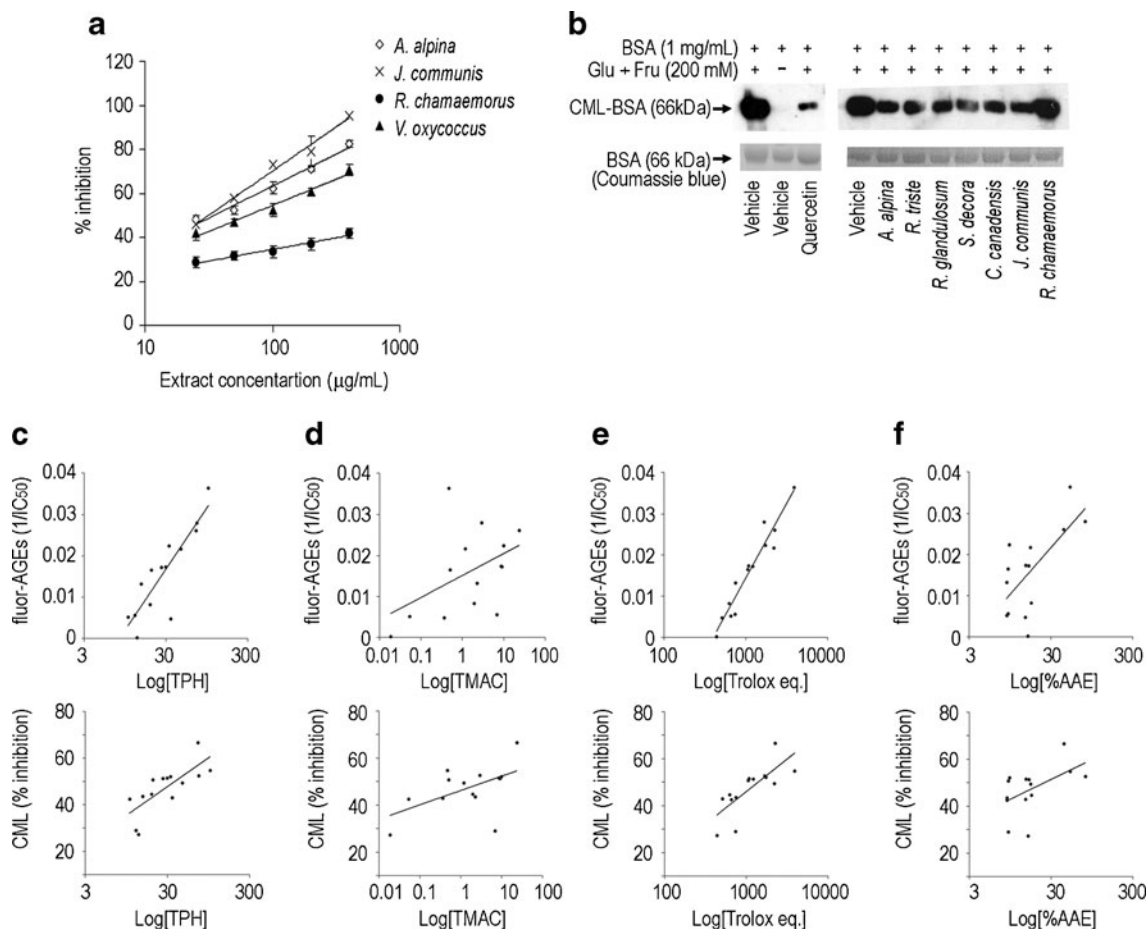 a
A. alpina
J. communis
R. chamaemorus
V. oxycoccus
120
100
80
60
40
20
0
% inhibition
10 100 1000
Extract concentartion (µg/mL)
b
BSA (1 mg/mL) + + + + + + + + + + +
Glu + Fru (200 mM) + − + + + + + + + + +
CML-BSA (66kDa)
BSA (66 kDa)
(Coumassie blue)
Vehicle
Vehicle
Quercetin
Vehicle
A. alpina
R. triste
R. glandulosum
S. decora
C. canadensis
J. communis
R. chamaemorus
c
fluor-AGEs (1/IC50)
0.04
0.03
0.02
0.01
0
3 30 300
Log[TPH]
d
fluor-AGEs (1/IC50)
0.04
0.03
0.02
0.01
0
0.01 0.1 1 10 100
Log[TMAC]
e
fluor-AGEs (1/IC50)
0.04
0.03
0.02
0.01
0
100 1000 10000
Log[Trolox eq.]
f
fluor-AGEs (1/IC50)
0.04
0.03
0.02
0.01
0
3 30 300
Log[%AAE]
CML (% inhibition)
80
60
40
20
3 30 300
Log[TPH]
CML (% inhibition)
80
60
40
20
0.01 0.1 1 10 100
Log[TMAC]
CML (% inhibition)
80
60
40
20
100 1000 10000
Log[Trolox eq.]
CML (% inhibition)
80
60
40
20
3 30 300
Log[%AAE]